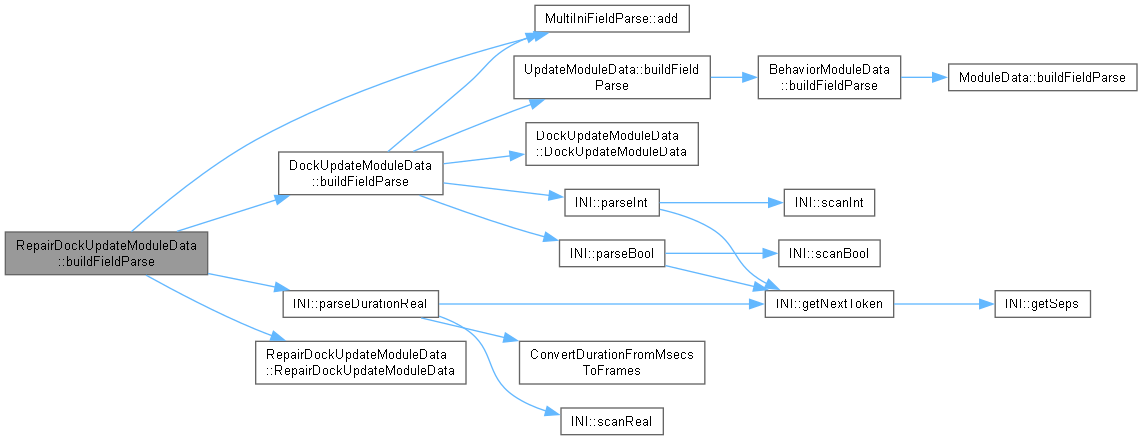 MultiIniFieldParse::add
UpdateModuleData::buildField
Parse
BehaviorModuleData
::buildFieldParse
ModuleData::buildFieldParse
DockUpdateModuleData
::DockUpdateModuleData
DockUpdateModuleData
::buildFieldParse
INI::parseInt
INI::scanInt
RepairDockUpdateModuleData
::buildFieldParse
INI::parseBool
INI::scanBool
INI::parseDurationReal
INI::getNextToken
INI::getSeps
RepairDockUpdateModuleData
::RepairDockUpdateModuleData
ConvertDurationFromMsecs
ToFrames
INI::scanReal